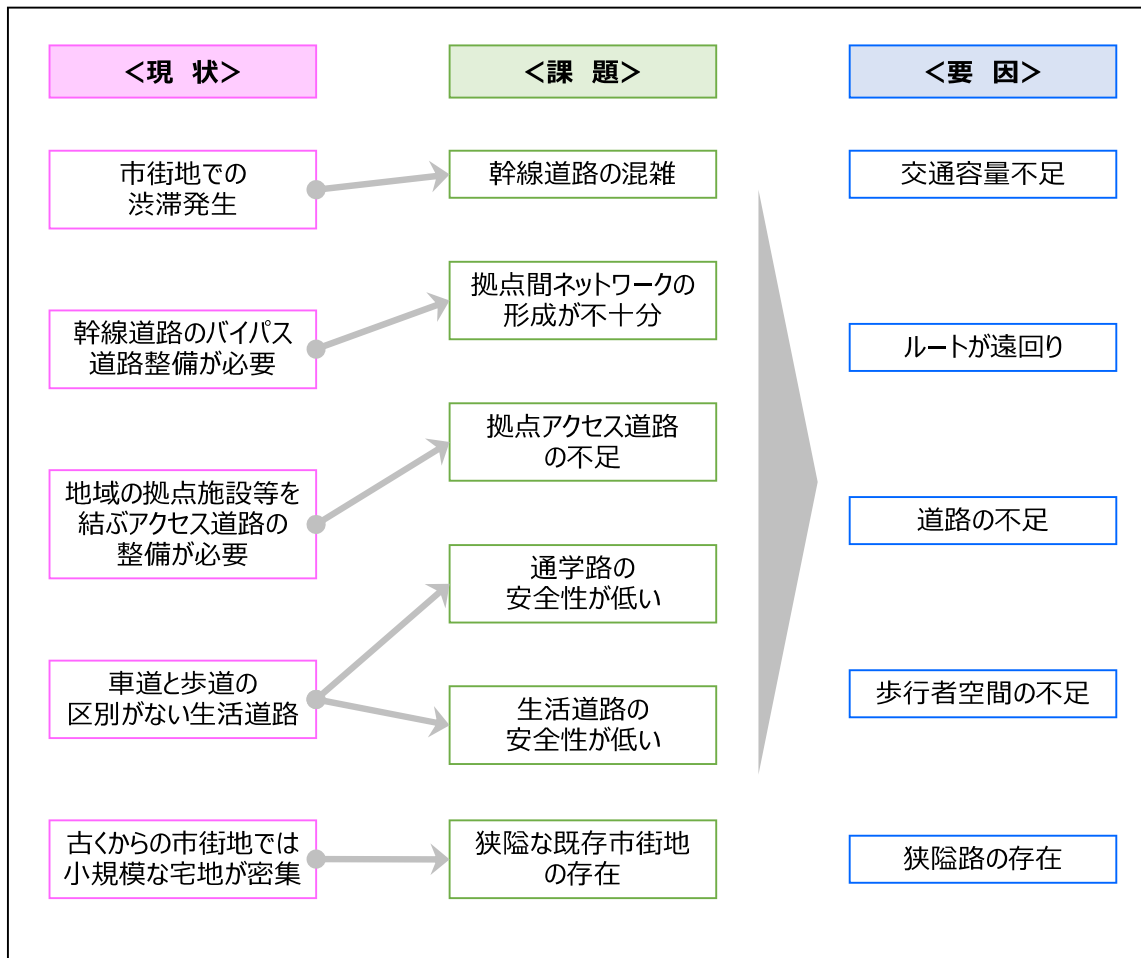 <現 状>
市街地での
渋滞発生
幹線道路のバイパス
道路整備が必要
地域の拠点施設等を
結ぶアクセス道路の
整備が必要
車道と歩道の
区別がない生活道路
古くからの市街地では
小規模な宅地が密集
<課 題>
幹線道路の混雑
拠点間ネットワークの
形成が不十分
拠点アクセス道路
の不足
通学路の
安全性が低い
生活道路の
安全性が低い
狭隘な既存市街地
の存在
<要 因>
交通容量不足
ルートが遠回り
道路の不足
歩行者空間の不足
狭隘路の存在